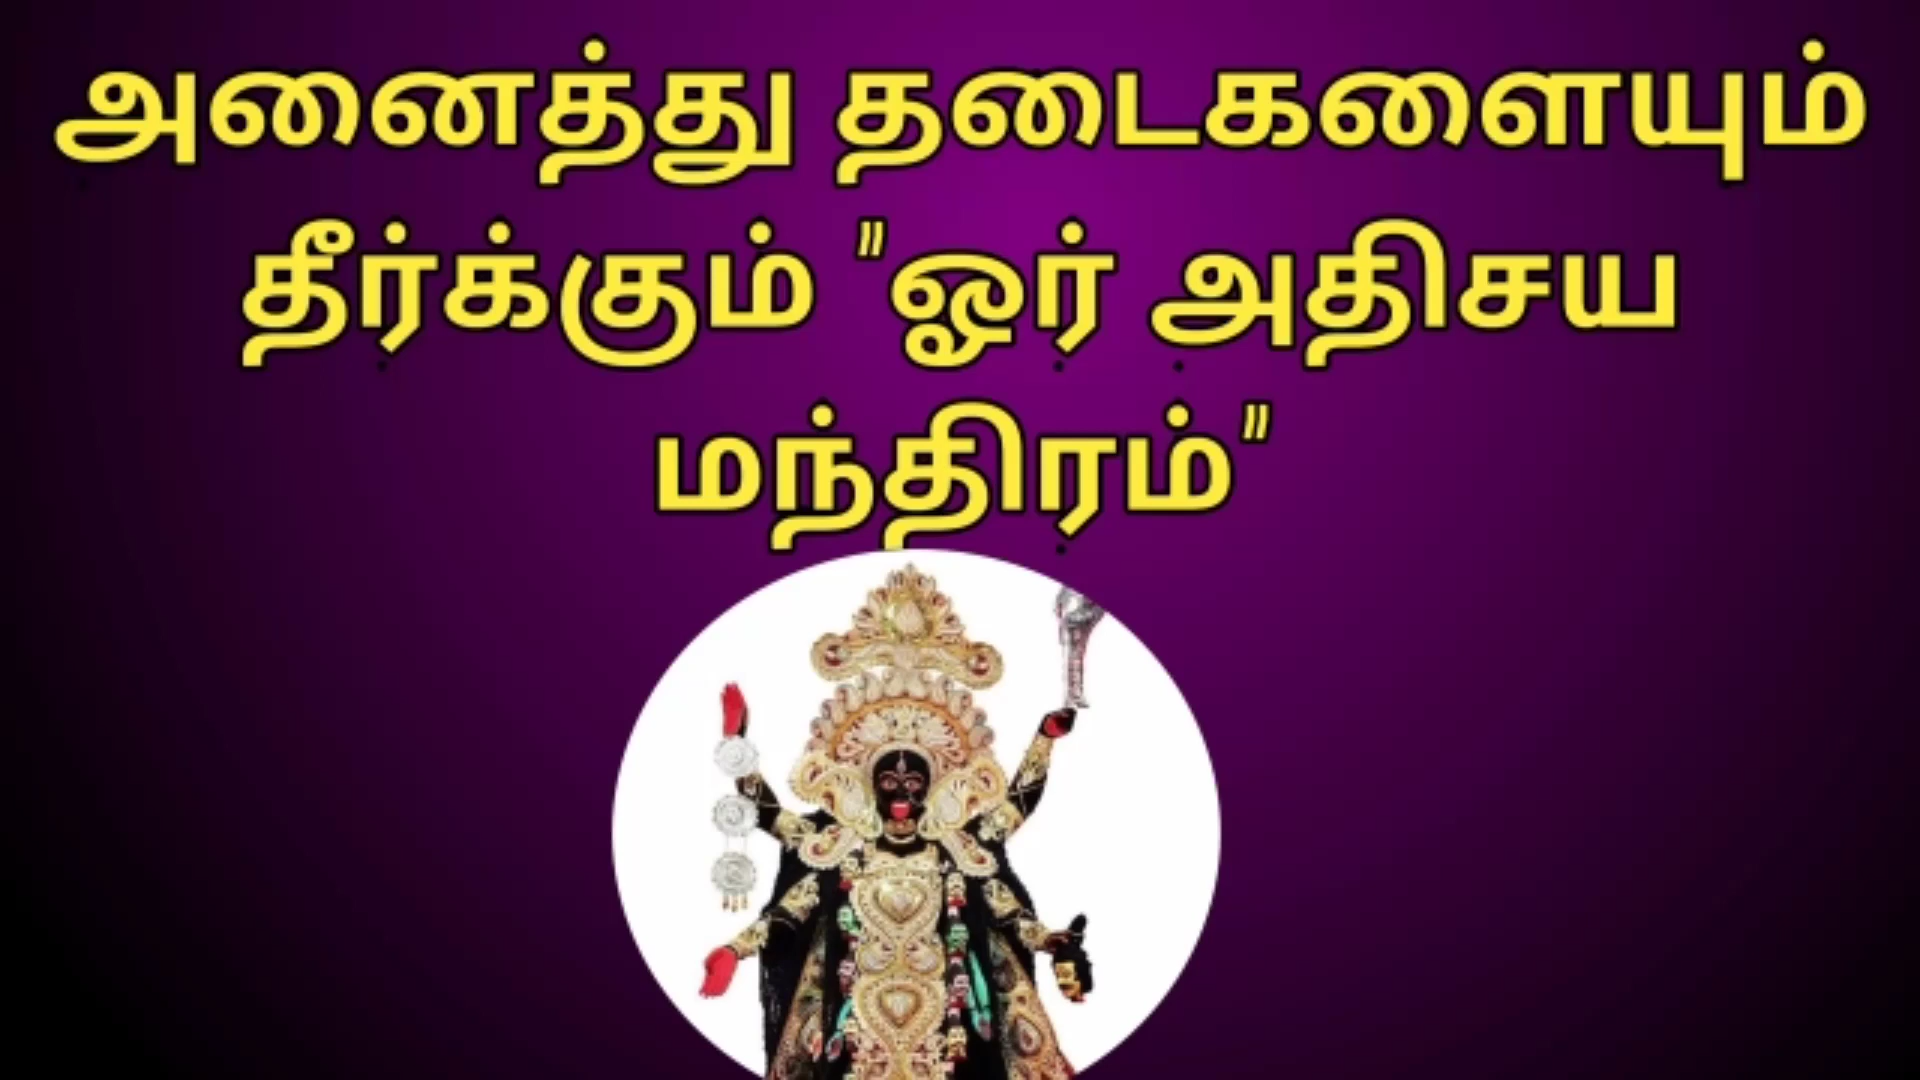 அனைத்து தடைகளையும்
தீர்க்கும் "ஓர் அதிசய
மந்திரம்"